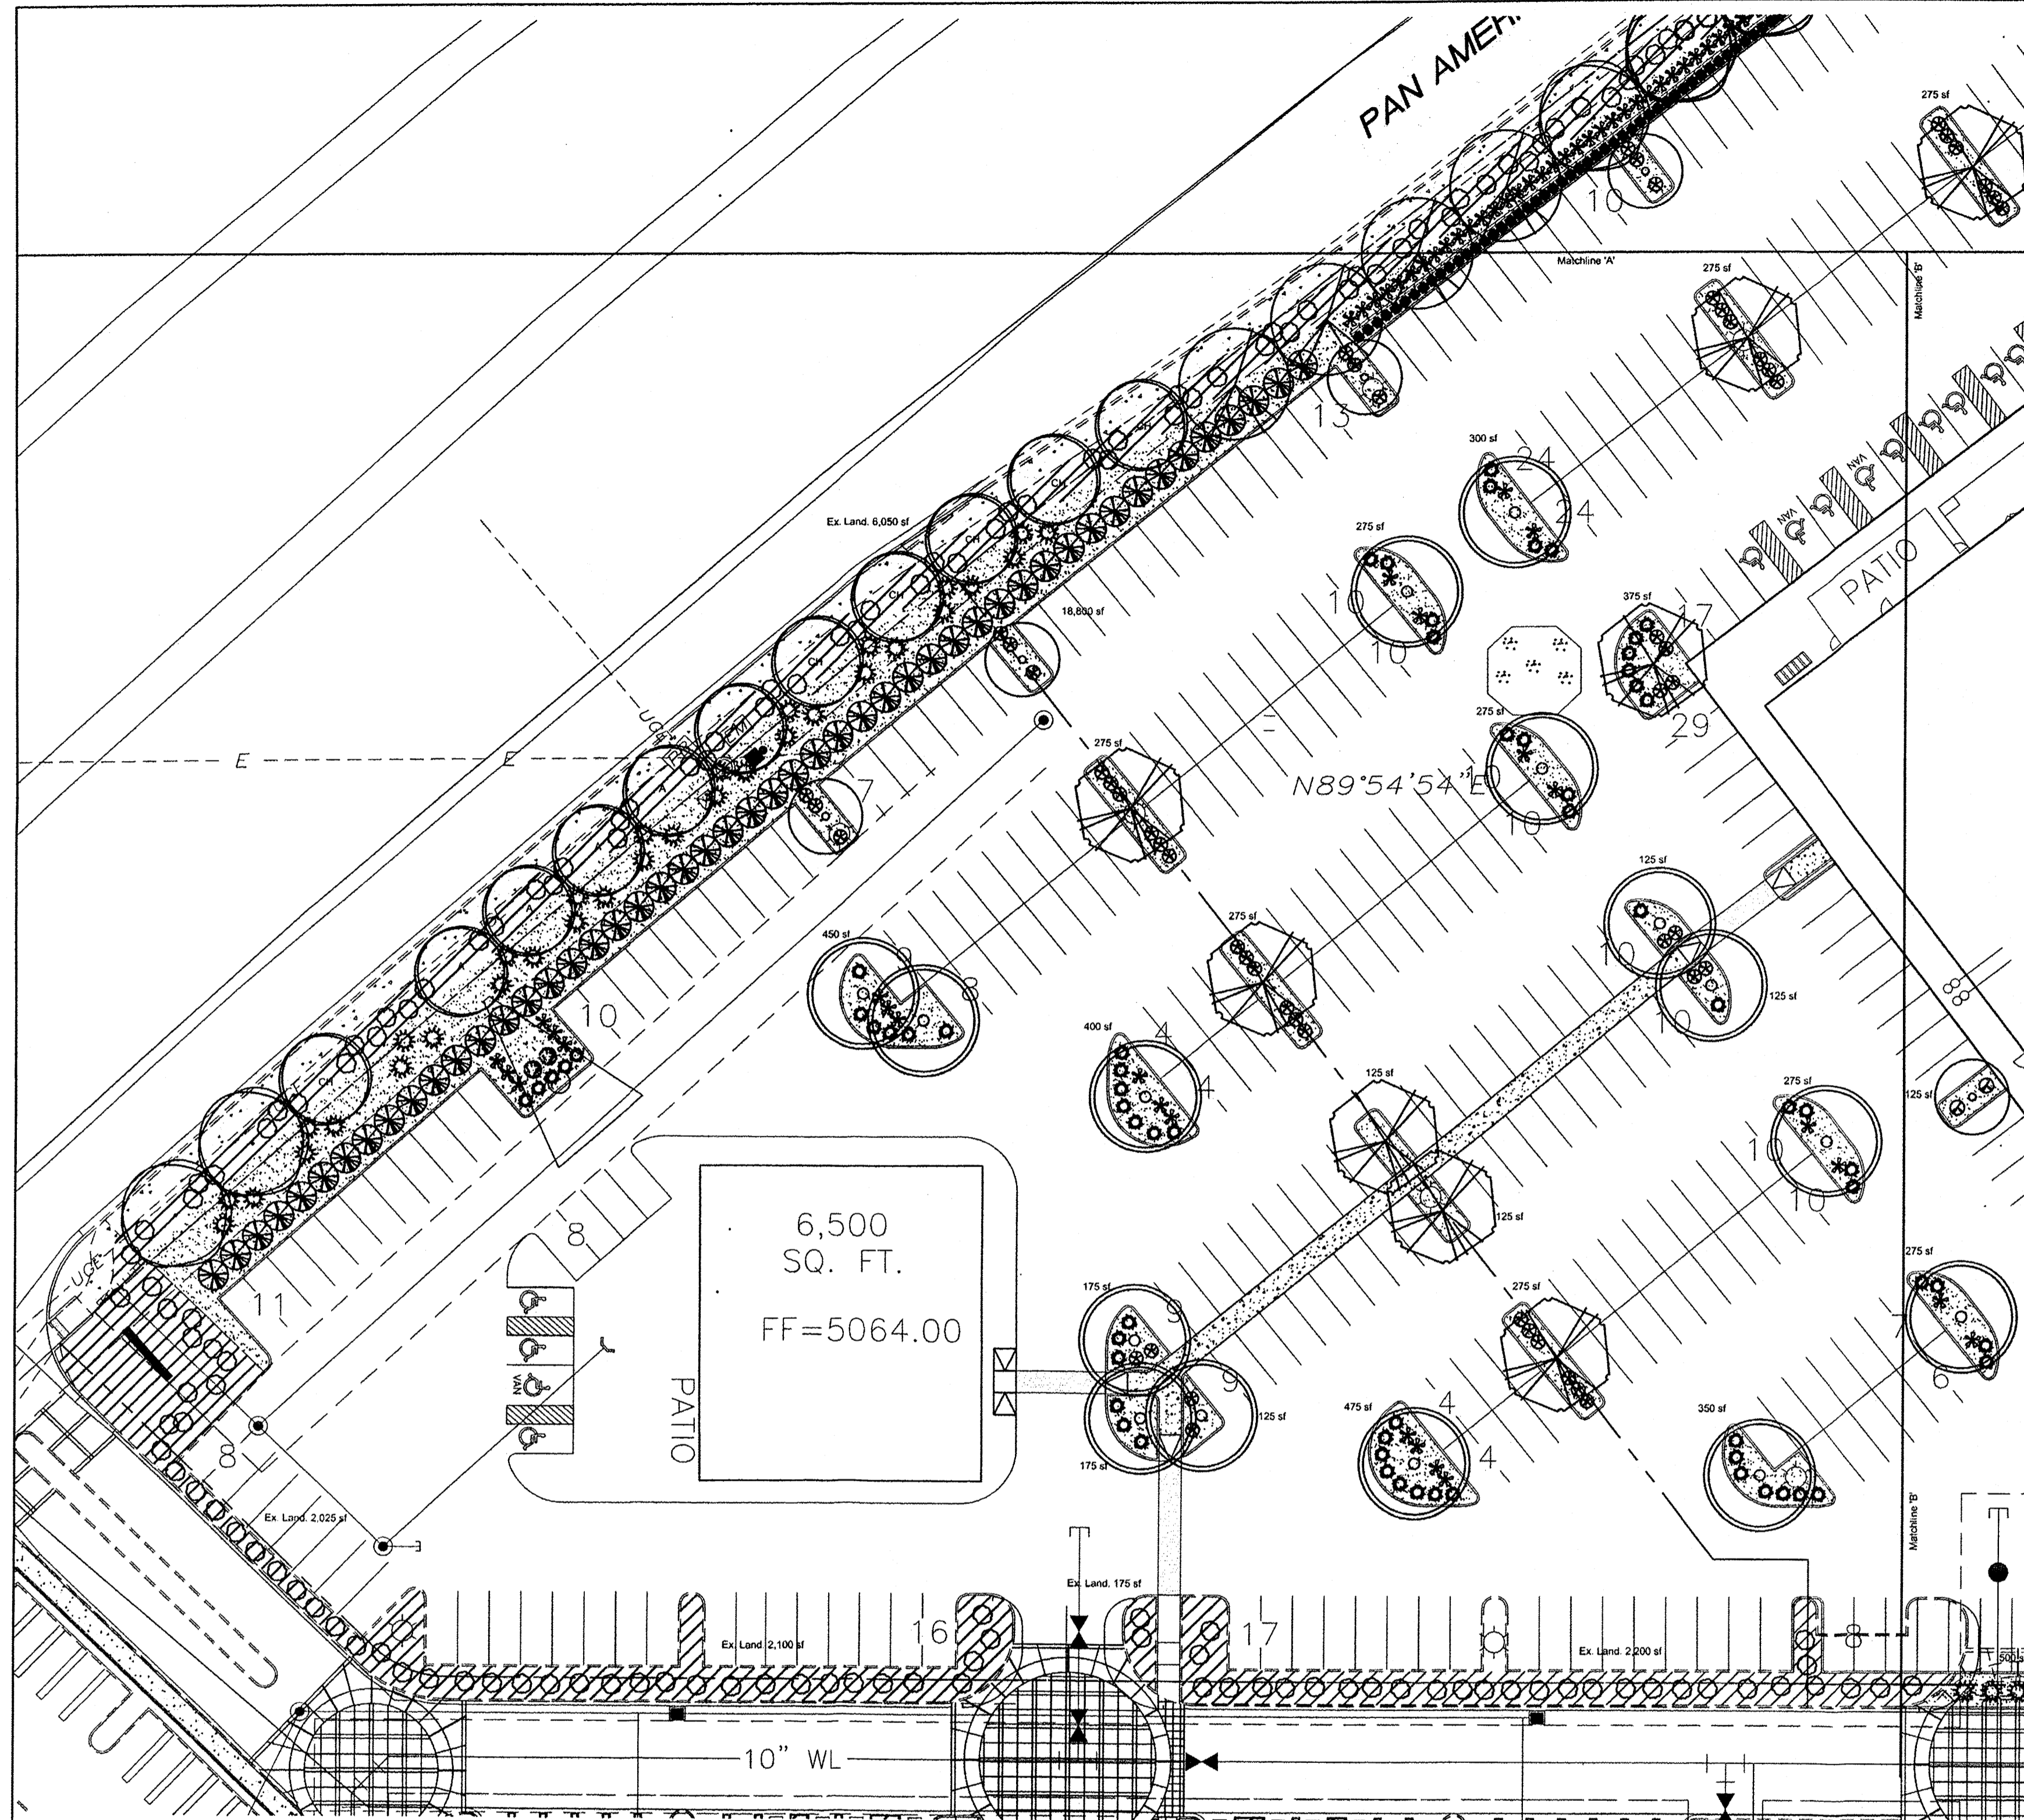 PAN AMERI
275 sf
10
Matchline 'A'
Matchline 'B'
275 sf
13
300 sf
24
24
VAN
VAN
PATIO
Ex. Land. 6,050 sf
275 sf
10
10
18,800 sf
375 sf
17
29
275 sf
UGE
E
E
7
275 sf
N89°54'54"E
10
10
CH
CH
CH
CH
CH
A
A
A
CH
450 sf
8
275 sf
125 sf
10
10
125 sf
10
400 sf
4
4
125 sf
125 sf
275 sf
10
10
125 sf
8
6,500
SQ. FT.
FF=5064.00
PATIO
VAN
UGE
11
175 sf
9
9
125 sf
175 sf
275 sf
275 sf
7
6
475 sf
4
4
350 sf
8
Ex. Land. 2,025 sf
Matchline 'B'
Ex. Land. 175 sf
16
17
8
Ex. Land. 2,100 sf
Ex. Land. 2,200 sf
10" WL